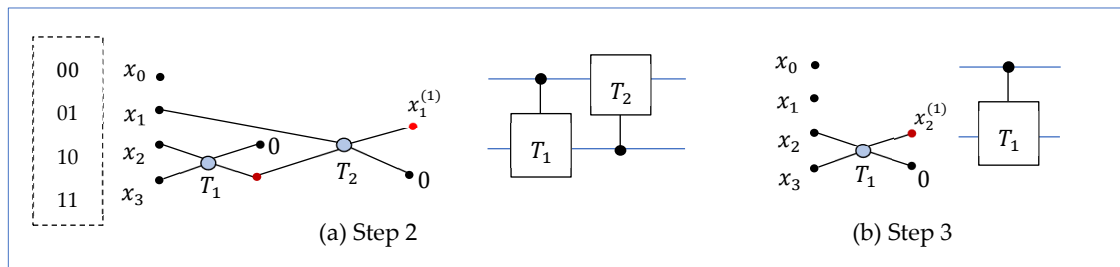 00
01
10
11
x₀
x₁
x₂
x₃
T₁
0
T₂
x₁⁽¹⁾
0
T₁
T₂
(a) Step 2
x₀
x₁
x₂
x₃
T₁
x₂⁽¹⁾
0
T₁
(b) Step 3